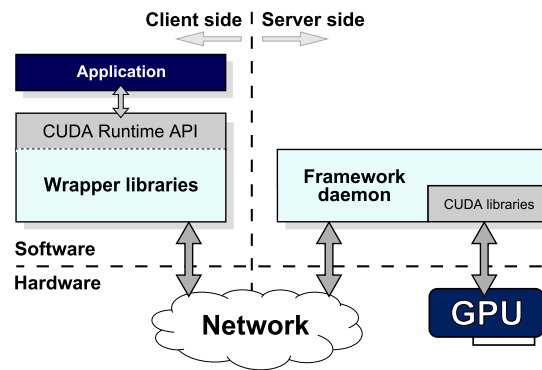 Client side
Server side
Application
CUDA Runtime API
Wrapper libraries
Framework
daemon
CUDA libraries
Software
Hardware
Network
GPU